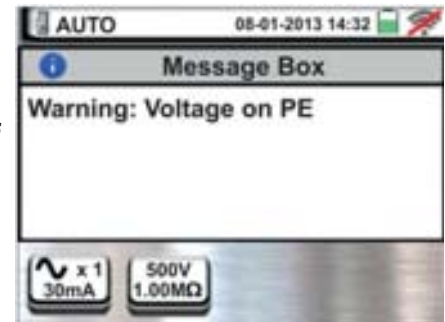 AUTO 08-01-2013 14:32
Message Box
Warning: Voltage on PE
x 1 500V
30mA 1.00MΩ